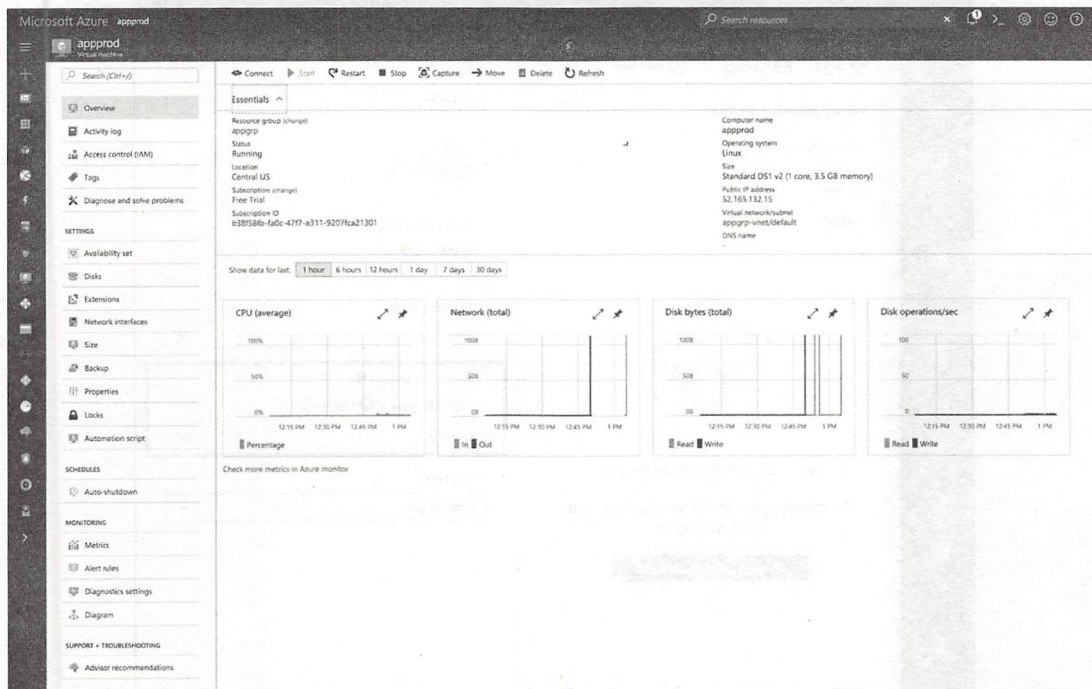 Microsoft Azure appprod
Search resources
appprod
Virtual machine
Search (Ctrl+/)
Overview
Activity log
Access control (IAM)
Tags
Diagnose and solve problems
SETTINGS
Availability set
Disks
Extensions
Network interfaces
Size
Backup
Properties
Locks
Automation script
SCHEDULES
Auto-shutdown
MONITORING
Metrics
Alert rules
Diagnostics settings
Diagram
SUPPORT + TROUBLESHOOTING
Advisor recommendations
Connect Start Restart Stop Capture Move Delete Refresh
Essentials
Resource group (change)
appgrp
Status
Running
Location
Central US
Subscription (change)
Free Trial
Subscription ID
Computer name
appprod
Operating system
Linux
Size
Standard DS1 v2 (1 core, 3.5 GB memory)
Public IP address
52.165.132.15
Virtual network/subnet
appgrp-vnet/default
DNS name
-
Show data for last: 1 hour 6 hours 12 hours 1 day 7 days 30 days
CPU (average)
100%
50%
0%
12:15 PM 12:30 PM 12:45 PM 1 PM
Percentage
Network (total)
100B
50B
0B
12:15 PM 12:30 PM 12:45 PM 1 PM
In Out
Disk bytes (total)
100B
50B
0B
12:15 PM 12:30 PM 12:45 PM 1 PM
Read Write
Disk operations/sec
100
50
0
12:15 PM 12:30 PM 12:45 PM 1 PM
Read Write
Check more metrics in Azure monitor